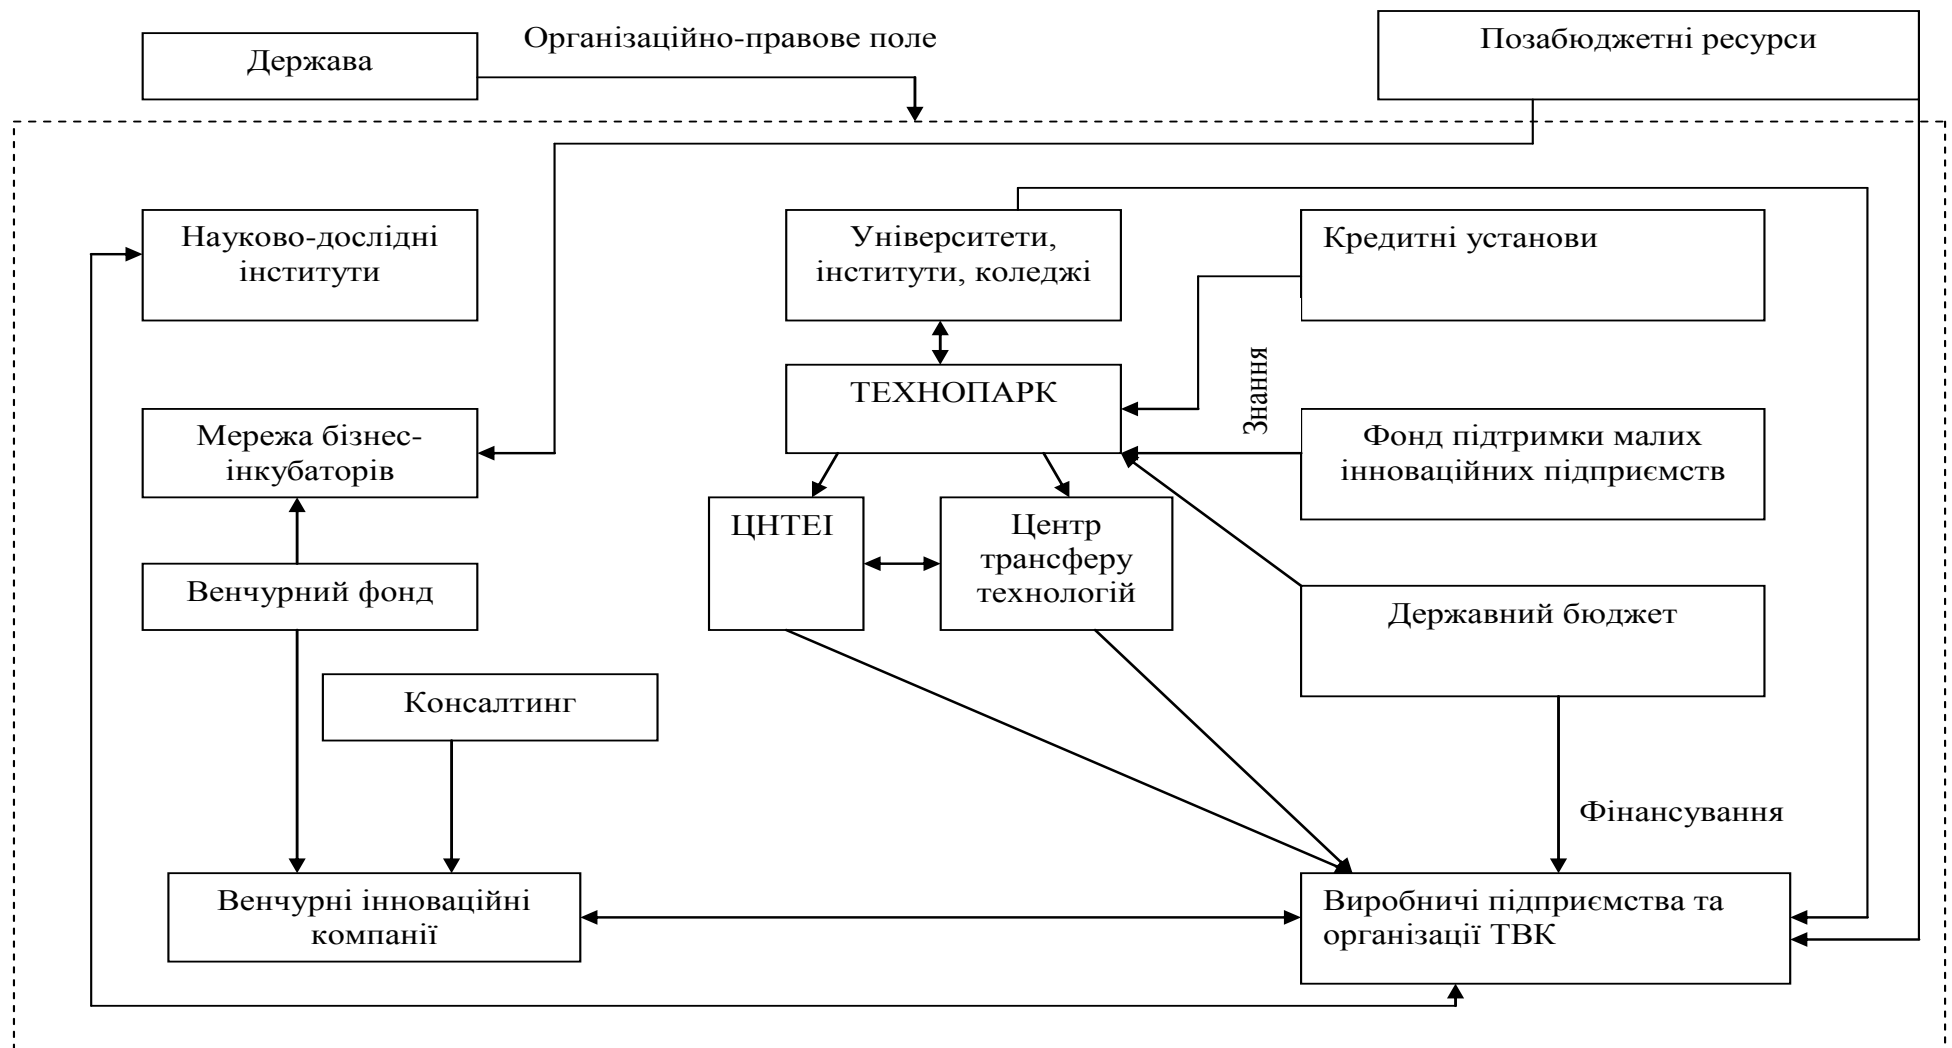 Організаційно-правове поле
Держава
Позабюджетні ресурси
Науково-дослідні
інститути
Університети,
інститути, коледжі
Кредитні установи
ТЕХНОПАРК
Знання
Мережа бізнес-
інкубаторів
Фонд підтримки малих
інноваційних підприємств
ЦНТЕІ
Центр
трансферу
технологій
Венчурний фонд
Державний бюджет
Консалтинг
Фінансування
Венчурні інноваційні
компанії
Виробничі підприємства та
організації ТВК